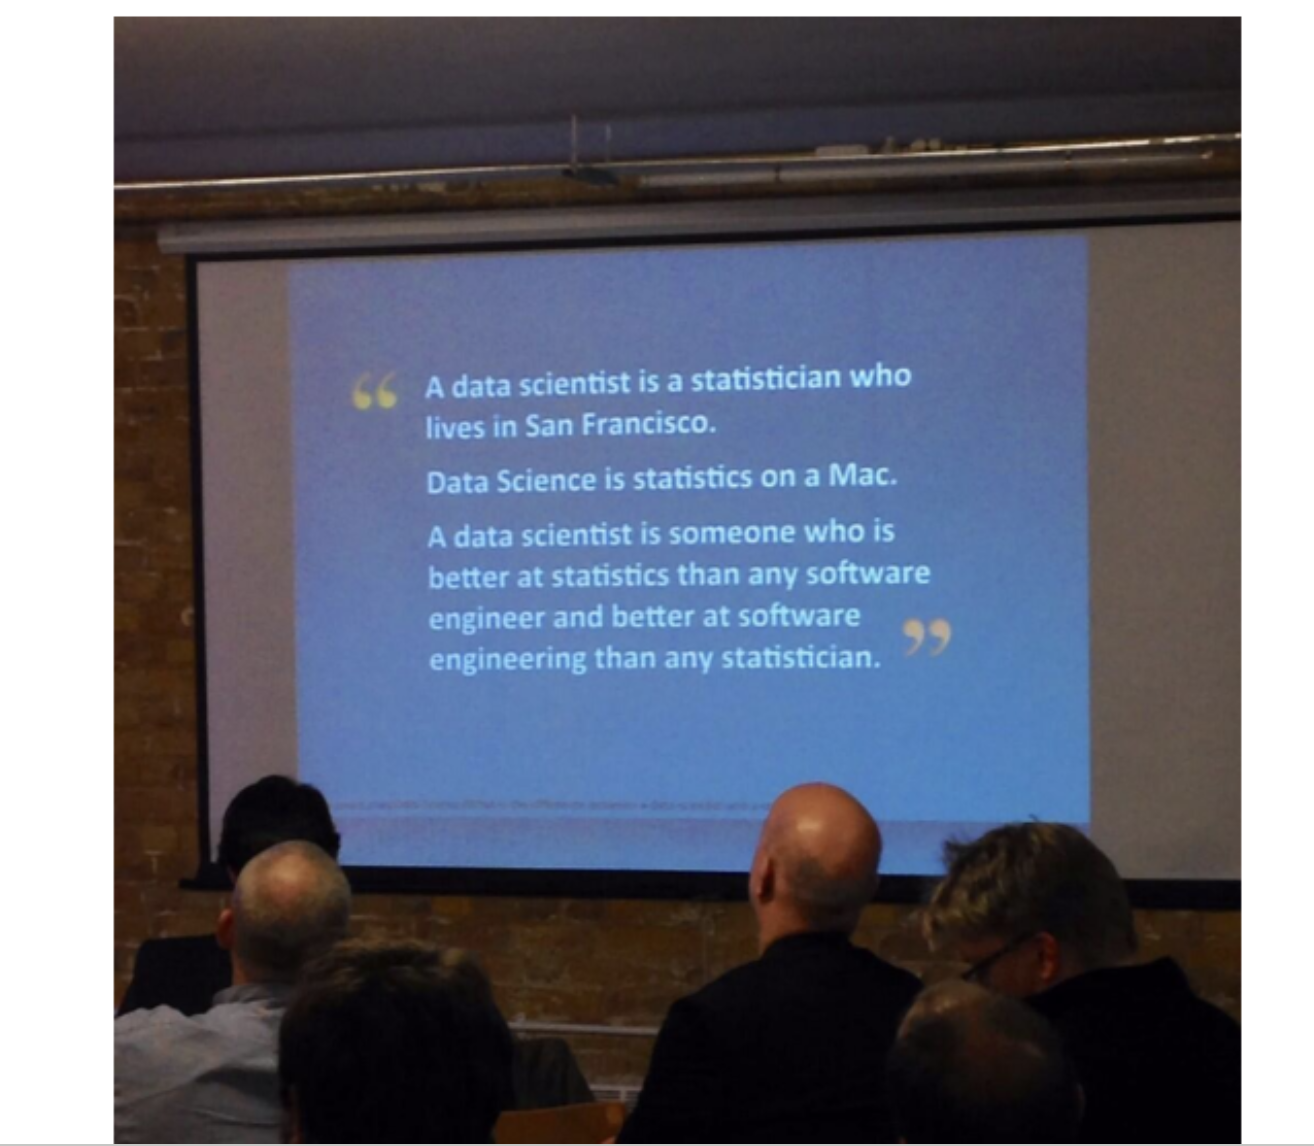 “ A data scientist is a statistician who
lives in San Francisco.
Data Science is statistics on a Mac.
A data scientist is someone who is
better at statistics than any software
engineer and better at software
engineering than any statistician. ”